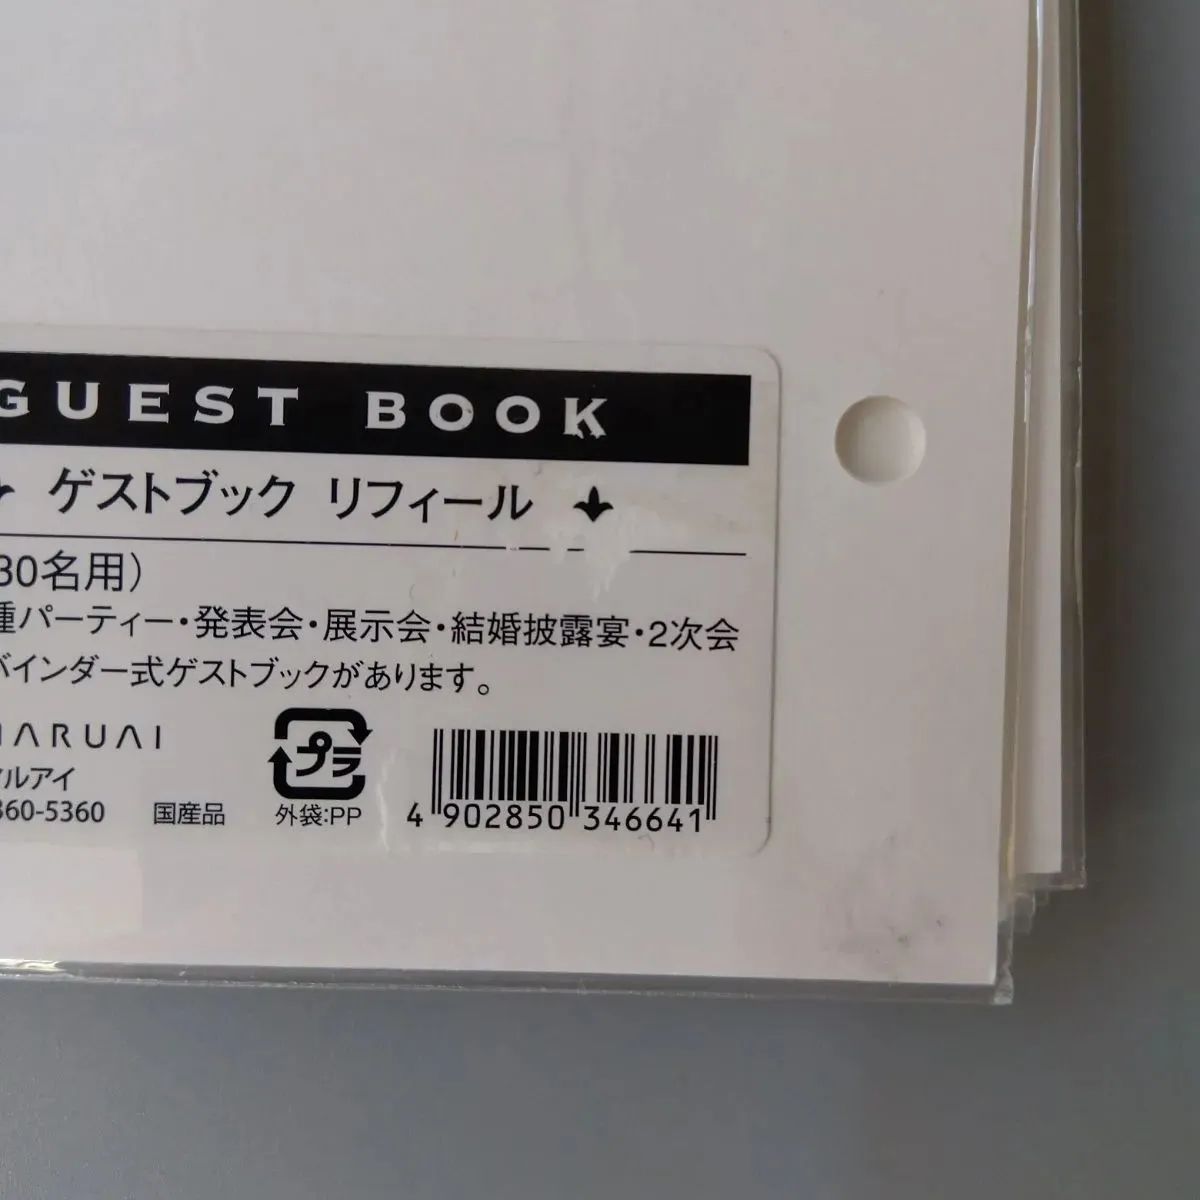 GUEST BOOK
ゲストブック リフィール
30名用）
種パーティー・発表会・展示会・結婚披露宴・2次会
バインダー式ゲストブックがあります。
MARUAI
プラ
マルアイ
360-5360 国産品 外袋:PP
4 902850 346641